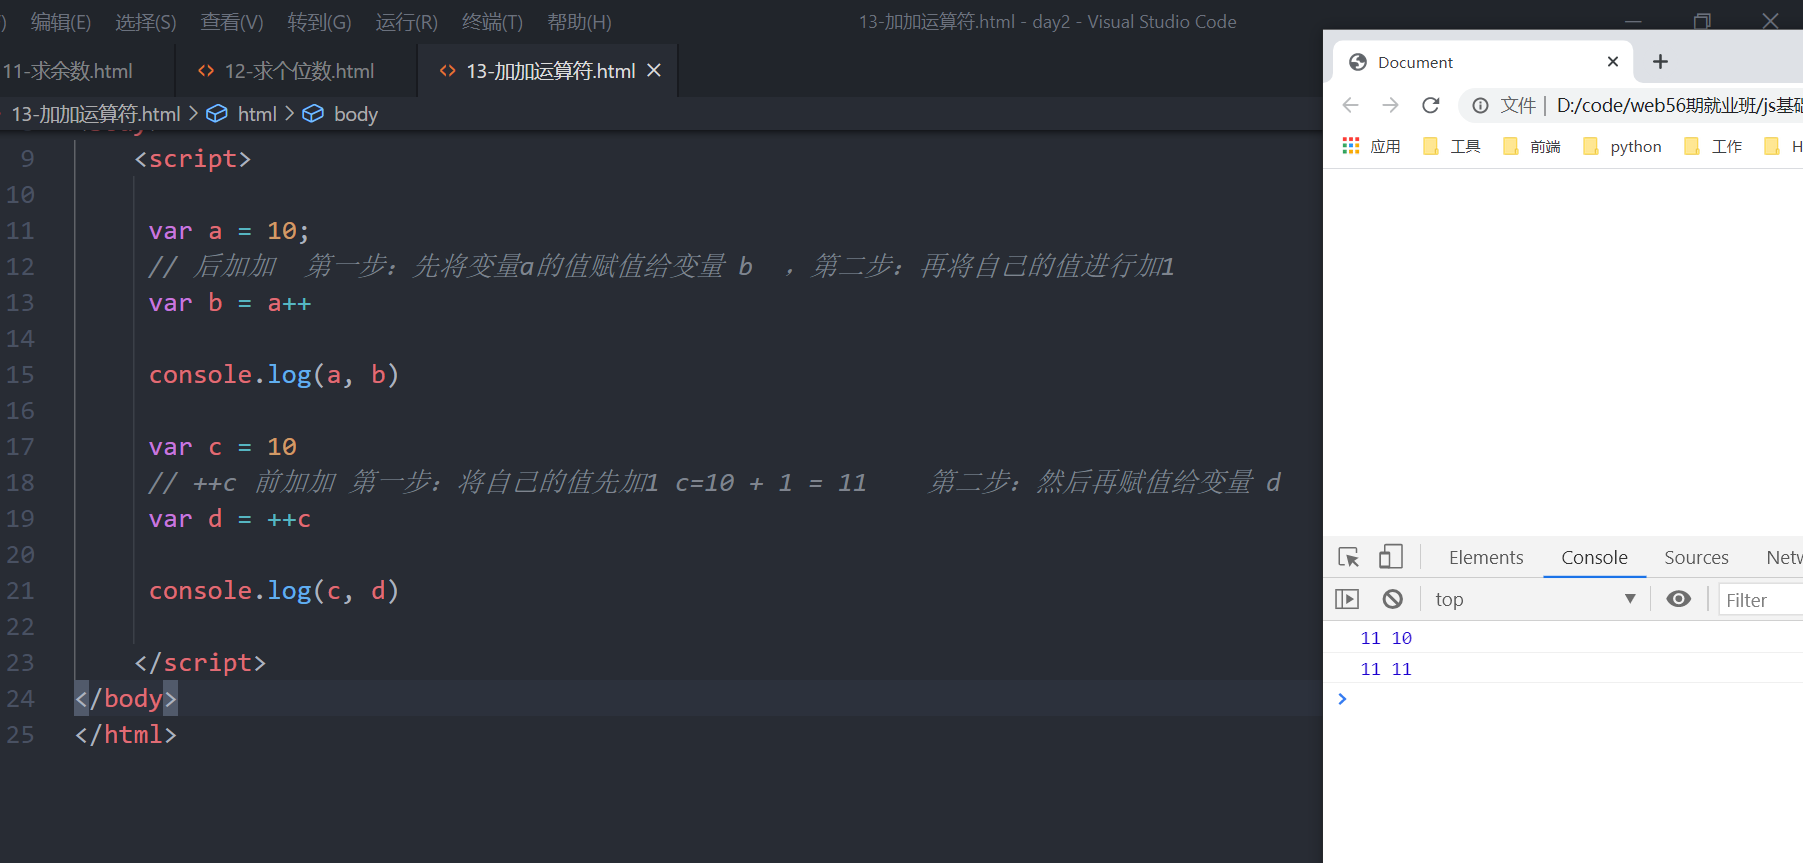 ) 编辑(E) 选择(S) 查看(V) 转到(G) 运行(R) 终端(T) 帮助(H) 13-加加运算符.html - day2 - Visual Studio Code
11-求余数.html <> 12-求个位数.html <> 13-加加运算符.html
13-加加运算符.html > html > body
9 <script>
10
11 var a = 10;
12 // 后加加  第一步：先将变量a的值赋值给变量 b  ，第二步：再将自己的值进行加1
13 var b = a++
14
15 console.log(a, b)
16
17 var c = 10
18 // ++c 前加加 第一步：将自己的值先加1 c=10 + 1 = 11    第二步：然后再赋值给变量 d
19 var d = ++c
20
21 console.log(c, d)
22
23 </script>
24 </body>
25 </html>
Document
文件 | D:/code/web56期就业班/js基础
应用 工具 前端 python 工作 H
Elements Console Sources Netw
top Filter
11 10
11 11
>